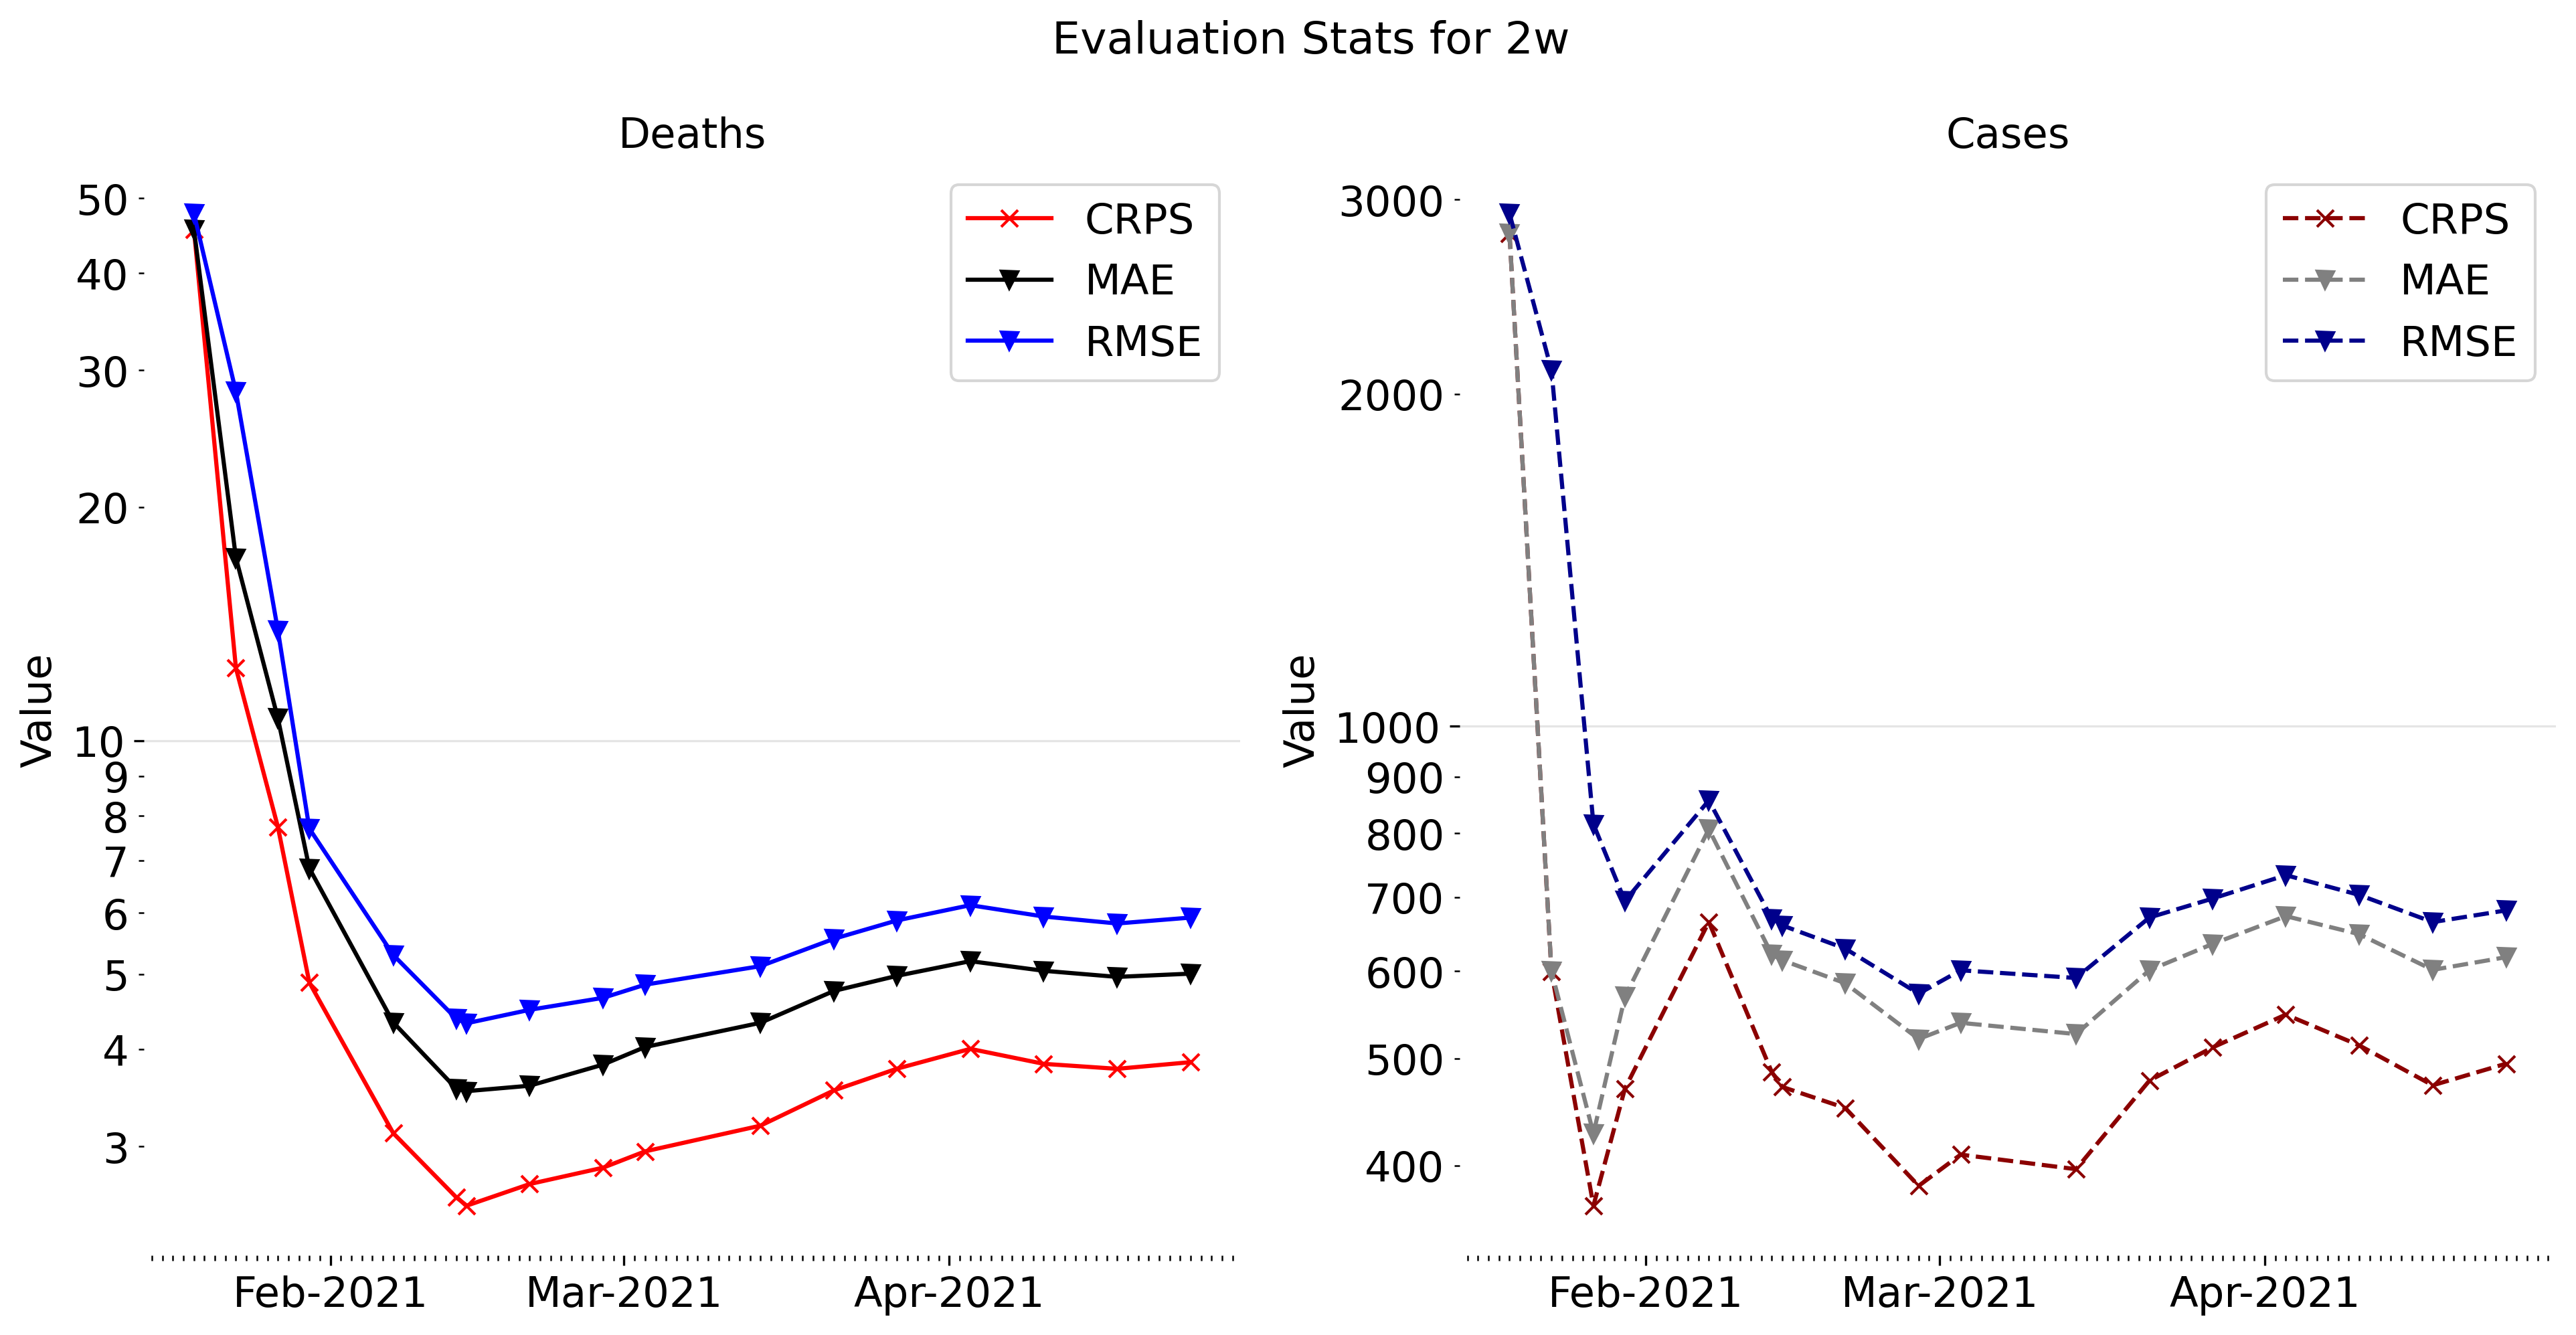 Evaluation Stats for 2w
Deaths
Value
50
40
30
20
10
9
8
7
6
5
4
3
CRPS
MAE
RMSE
Feb-2021
Mar-2021
Apr-2021
Cases
Value
3000
2000
1000
900
800
700
600
500
400
CRPS
MAE
RMSE
Feb-2021
Mar-2021
Apr-2021